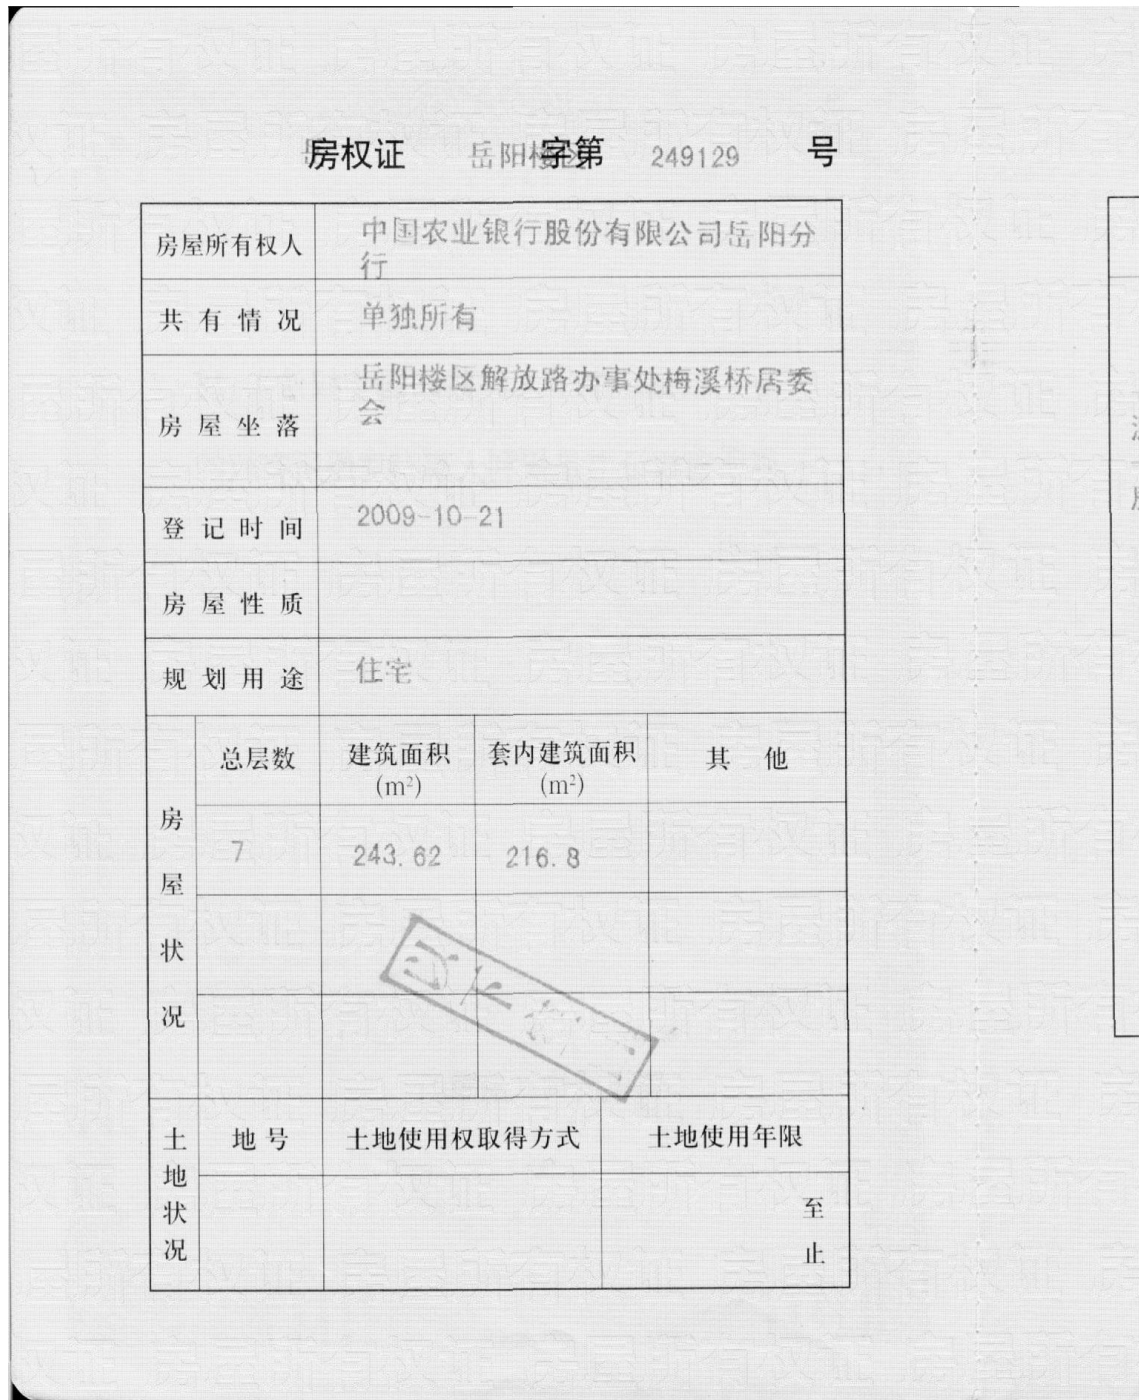 岳房权证 岳阳楼区字第 249129 号
房屋所有权人 中国农业银行股份有限公司岳阳分
行
共有情况 单独所有
房屋坐落 岳阳楼区解放路办事处梅溪桥居委
会
登记时间 2009-10-21
房屋性质
规划用途 住宅
房屋状况
总层数 建筑面积(m²) 套内建筑面积(m²) 其他
7 243.62 216.8
以下空白
土地状况
地号 土地使用权取得方式 土地使用年限
至
止